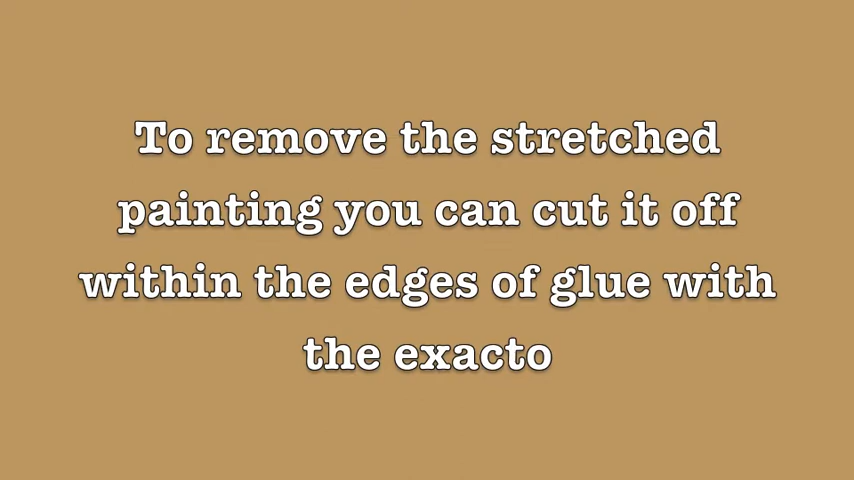 To remove the stretched
painting you can cut it off
within the edges of glue with
the exacto